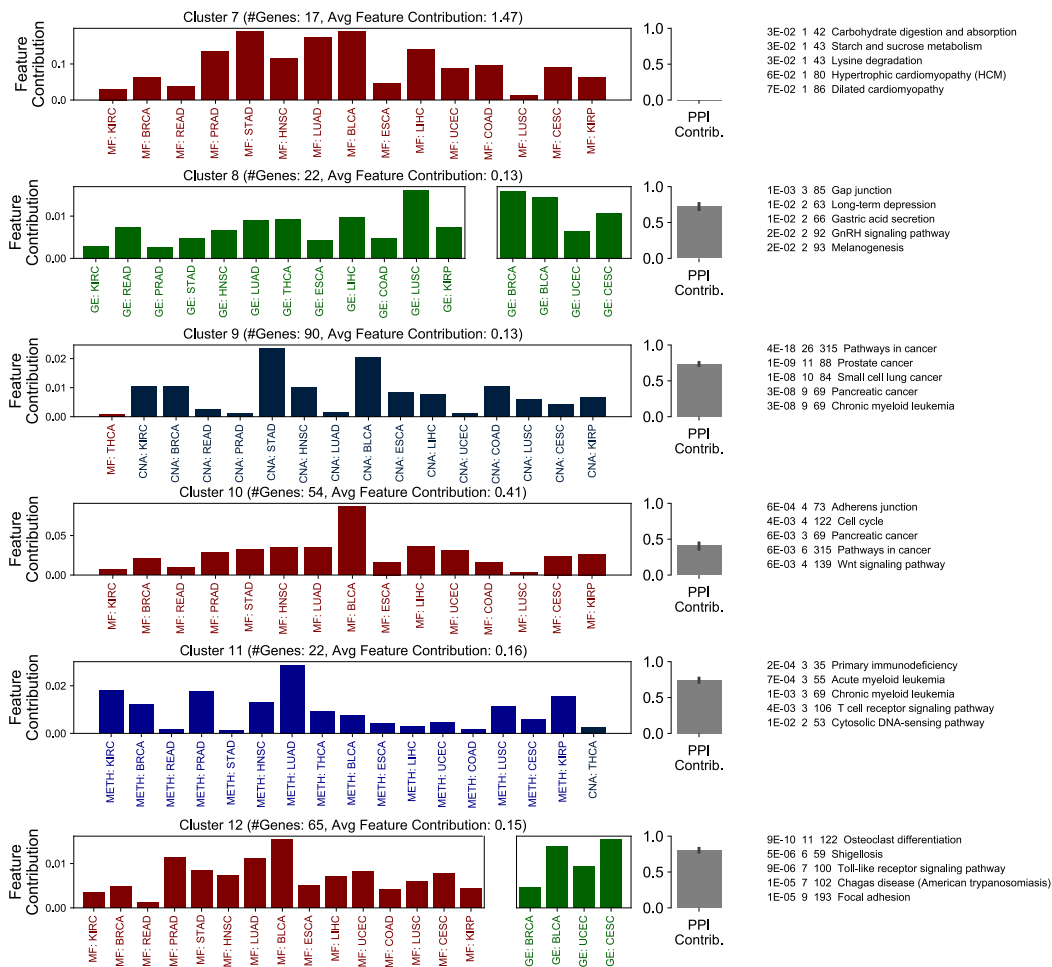 Cluster 7 (#Genes: 17, Avg Feature Contribution: 1.47)
Feature
Contribution
0.1
0.0
MF: KIRC
MF: BRCA
MF: READ
MF: PRAD
MF: STAD
MF: HNSC
MF: LUAD
MF: BLCA
MF: ESCA
MF: LIHC
MF: UCEC
MF: COAD
MF: LUSC
MF: CESC
MF: KIRP
1.0
0.5
0.0
PPI
Contrib.
3E-02 1 42 Carbohydrate digestion and absorption
3E-02 1 43 Starch and sucrose metabolism
3E-02 1 43 Lysine degradation
6E-02 1 80 Hypertrophic cardiomyopathy (HCM)
7E-02 1 86 Dilated cardiomyopathy
Cluster 8 (#Genes: 22, Avg Feature Contribution: 0.13)
Feature
Contribution
0.01
0.00
GE: KIRC
GE: READ
GE: PRAD
GE: STAD
GE: HNSC
GE: LUAD
GE: THCA
GE: ESCA
GE: LIHC
GE: COAD
GE: LUSC
GE: KIRP
GE: BRCA
GE: BLCA
GE: UCEC
GE: CESC
1.0
0.5
0.0
PPI
Contrib.
1E-03 3 85 Gap junction
1E-02 2 63 Long-term depression
1E-02 2 66 Gastric acid secretion
2E-02 2 92 GnRH signaling pathway
2E-02 2 93 Melanogenesis
Cluster 9 (#Genes: 90, Avg Feature Contribution: 0.13)
Feature
Contribution
0.02
0.01
0.00
MF: THCA
CNA: KIRC
CNA: BRCA
CNA: READ
CNA: PRAD
CNA: STAD
CNA: HNSC
CNA: LUAD
CNA: BLCA
CNA: ESCA
CNA: LIHC
CNA: UCEC
CNA: COAD
CNA: LUSC
CNA: CESC
CNA: KIRP
1.0
0.5
0.0
PPI
Contrib.
4E-18 26 315 Pathways in cancer
1E-09 11 88 Prostate cancer
1E-08 10 84 Small cell lung cancer
3E-08 9 69 Pancreatic cancer
3E-08 9 69 Chronic myeloid leukemia
Cluster 10 (#Genes: 54, Avg Feature Contribution: 0.41)
Feature
Contribution
0.05
0.00
MF: KIRC
MF: BRCA
MF: READ
MF: PRAD
MF: STAD
MF: HNSC
MF: LUAD
MF: BLCA
MF: ESCA
MF: LIHC
MF: UCEC
MF: COAD
MF: LUSC
MF: CESC
MF: KIRP
1.0
0.5
0.0
PPI
Contrib.
6E-04 4 73 Adherens junction
4E-03 4 122 Cell cycle
6E-03 3 69 Pancreatic cancer
6E-03 6 315 Pathways in cancer
6E-03 4 139 Wnt signaling pathway
Cluster 11 (#Genes: 22, Avg Feature Contribution: 0.16)
Feature
Contribution
0.02
0.00
METH: KIRC
METH: BRCA
METH: READ
METH: PRAD
METH: STAD
METH: HNSC
METH: LUAD
METH: THCA
METH: BLCA
METH: ESCA
METH: LIHC
METH: UCEC
METH: COAD
METH: LUSC
METH: CESC
METH: KIRP
CNA: THCA
1.0
0.5
0.0
PPI
Contrib.
2E-04 3 35 Primary immunodeficiency
7E-04 3 55 Acute myeloid leukemia
1E-03 3 69 Chronic myeloid leukemia
4E-03 3 106 T cell receptor signaling pathway
1E-02 2 53 Cytosolic DNA-sensing pathway
Cluster 12 (#Genes: 65, Avg Feature Contribution: 0.15)
Feature
Contribution
0.01
0.00
MF: KIRC
MF: BRCA
MF: READ
MF: PRAD
MF: STAD
MF: HNSC
MF: LUAD
MF: BLCA
MF: ESCA
MF: LIHC
MF: UCEC
MF: COAD
MF: LUSC
MF: CESC
MF: KIRP
GE: BRCA
GE: BLCA
GE: UCEC
GE: CESC
1.0
0.5
0.0
PPI
Contrib.
9E-10 11 122 Osteoclast differentiation
5E-06 6 59 Shigellosis
9E-06 7 100 Toll-like receptor signaling pathway
1E-05 7 102 Chagas disease (American trypanosomiasis)
1E-05 9 193 Focal adhesion